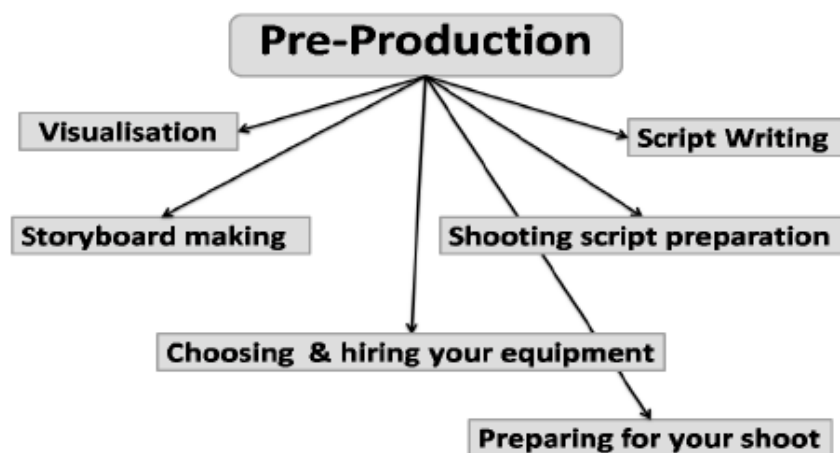 Pre-Production
Visualisation
Script Writing
Storyboard making
Shooting script preparation
Choosing & hiring your equipment
Preparing for your shoot